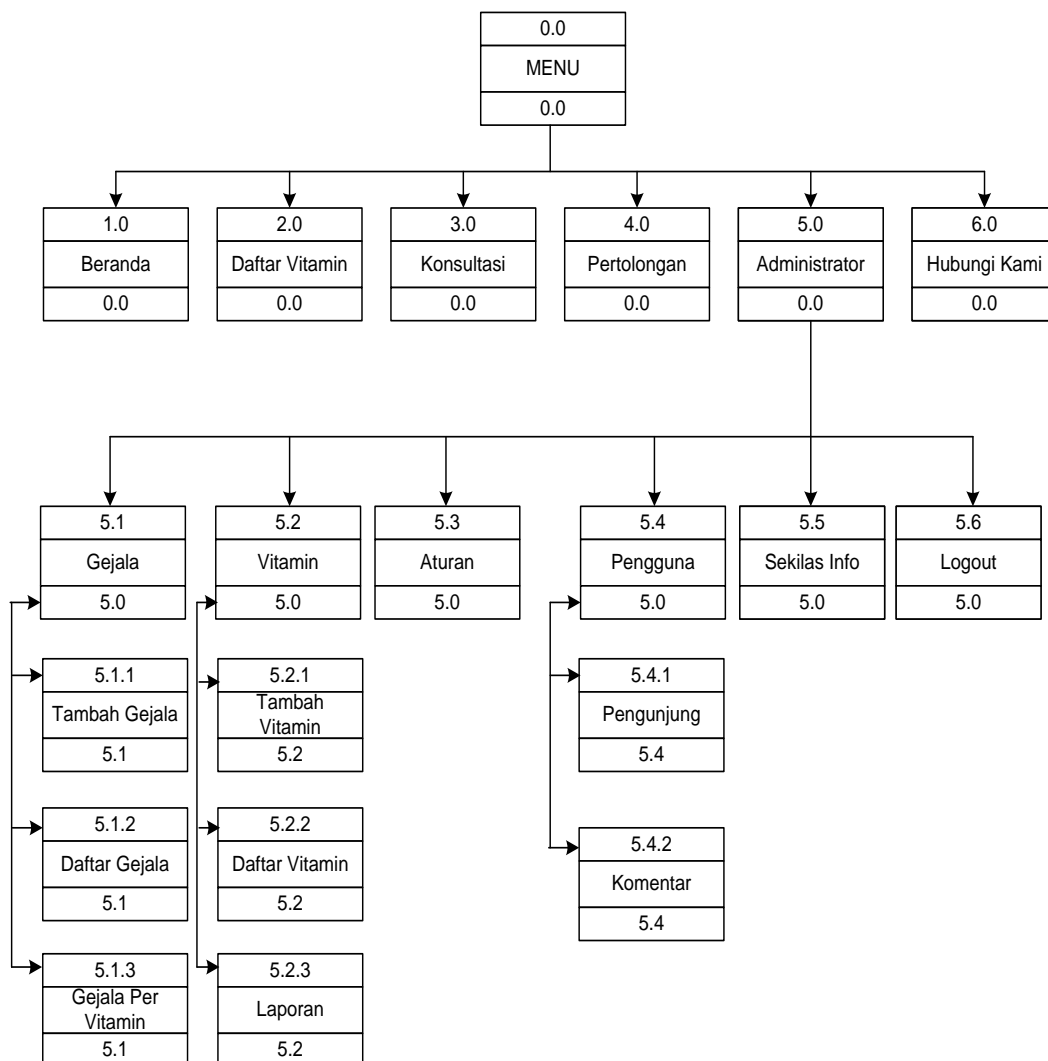 0.0
MENU
0.0
1.0
Beranda
0.0
2.0
Daftar Vitamin
0.0
3.0
Konsultasi
0.0
4.0
Pertolongan
0.0
5.0
Administrator
0.0
6.0
Hubungi Kami
0.0
5.1
Gejala
5.0
5.2
Vitamin
5.0
5.3
Aturan
5.0
5.4
Pengguna
5.0
5.5
Sekilas Info
5.0
5.6
Logout
5.0
5.1.1
Tambah Gejala
5.1
5.2.1
Tambah
Vitamin
5.2
5.4.1
Pengunjung
5.4
5.1.2
Daftar Gejala
5.1
5.2.2
Daftar Vitamin
5.2
5.4.2
Komentar
5.4
5.1.3
Gejala Per
Vitamin
5.1
5.2.3
Laporan
5.2